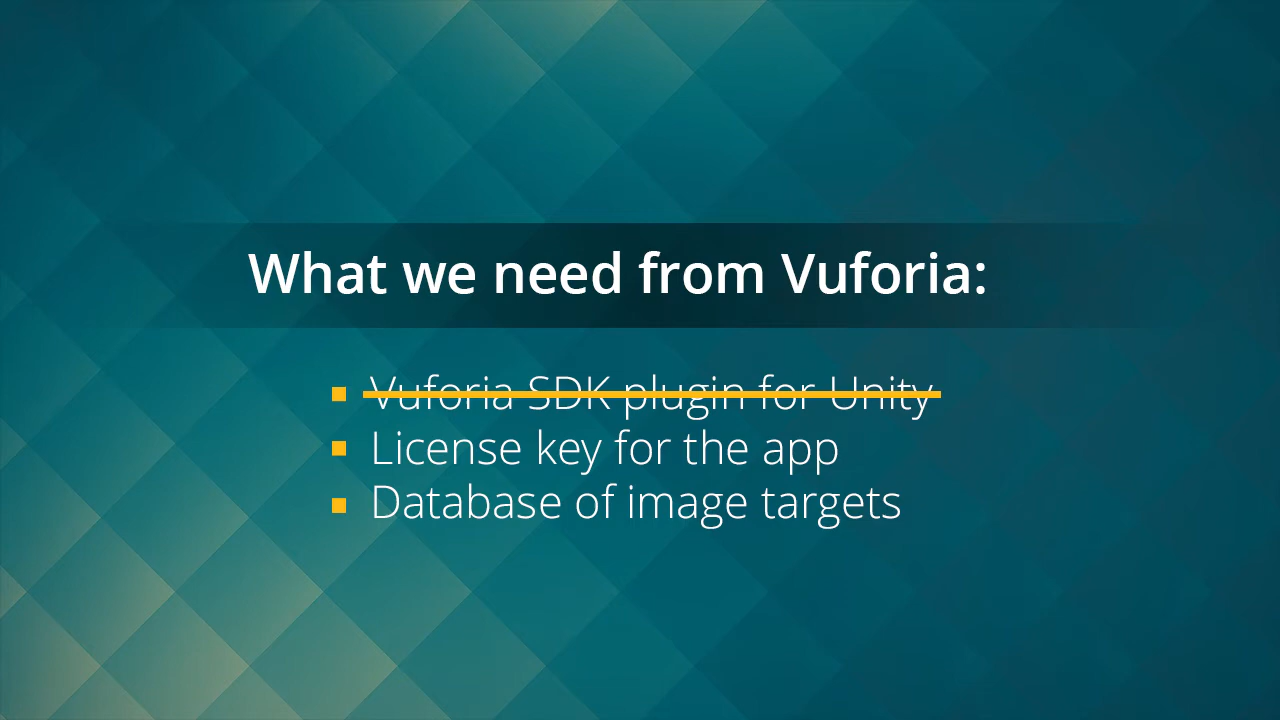 What we need from Vuforia:
Vuforia SDK plugin for Unity
License key for the app
Database of image targets